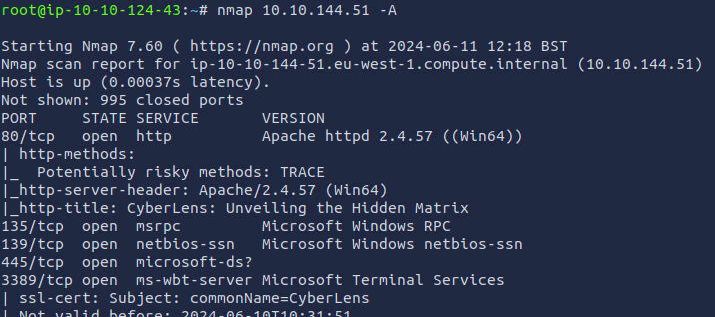 root@ip-10-10-124-43:~# nmap 10.10.144.51 -A
Starting Nmap 7.60 ( https://nmap.org ) at 2024-06-11 12:18 BST
Nmap scan report for ip-10-10-144-51.eu-west-1.compute.internal (10.10.144.51)
Host is up (0.00037s latency).
Not shown: 995 closed ports
PORT     STATE SERVICE       VERSION
80/tcp   open  http          Apache httpd 2.4.57 ((Win64))
| http-methods:
|_  Potentially risky methods: TRACE
|_http-server-header: Apache/2.4.57 (Win64)
|_http-title: CyberLens: Unveiling the Hidden Matrix
135/tcp  open  msrpc         Microsoft Windows RPC
139/tcp  open  netbios-ssn   Microsoft Windows netbios-ssn
445/tcp  open  microsoft-ds?
3389/tcp open  ms-wbt-server Microsoft Terminal Services
| ssl-cert: Subject: commonName=CyberLens
| Not valid before: 2024-06-10T10:31:51